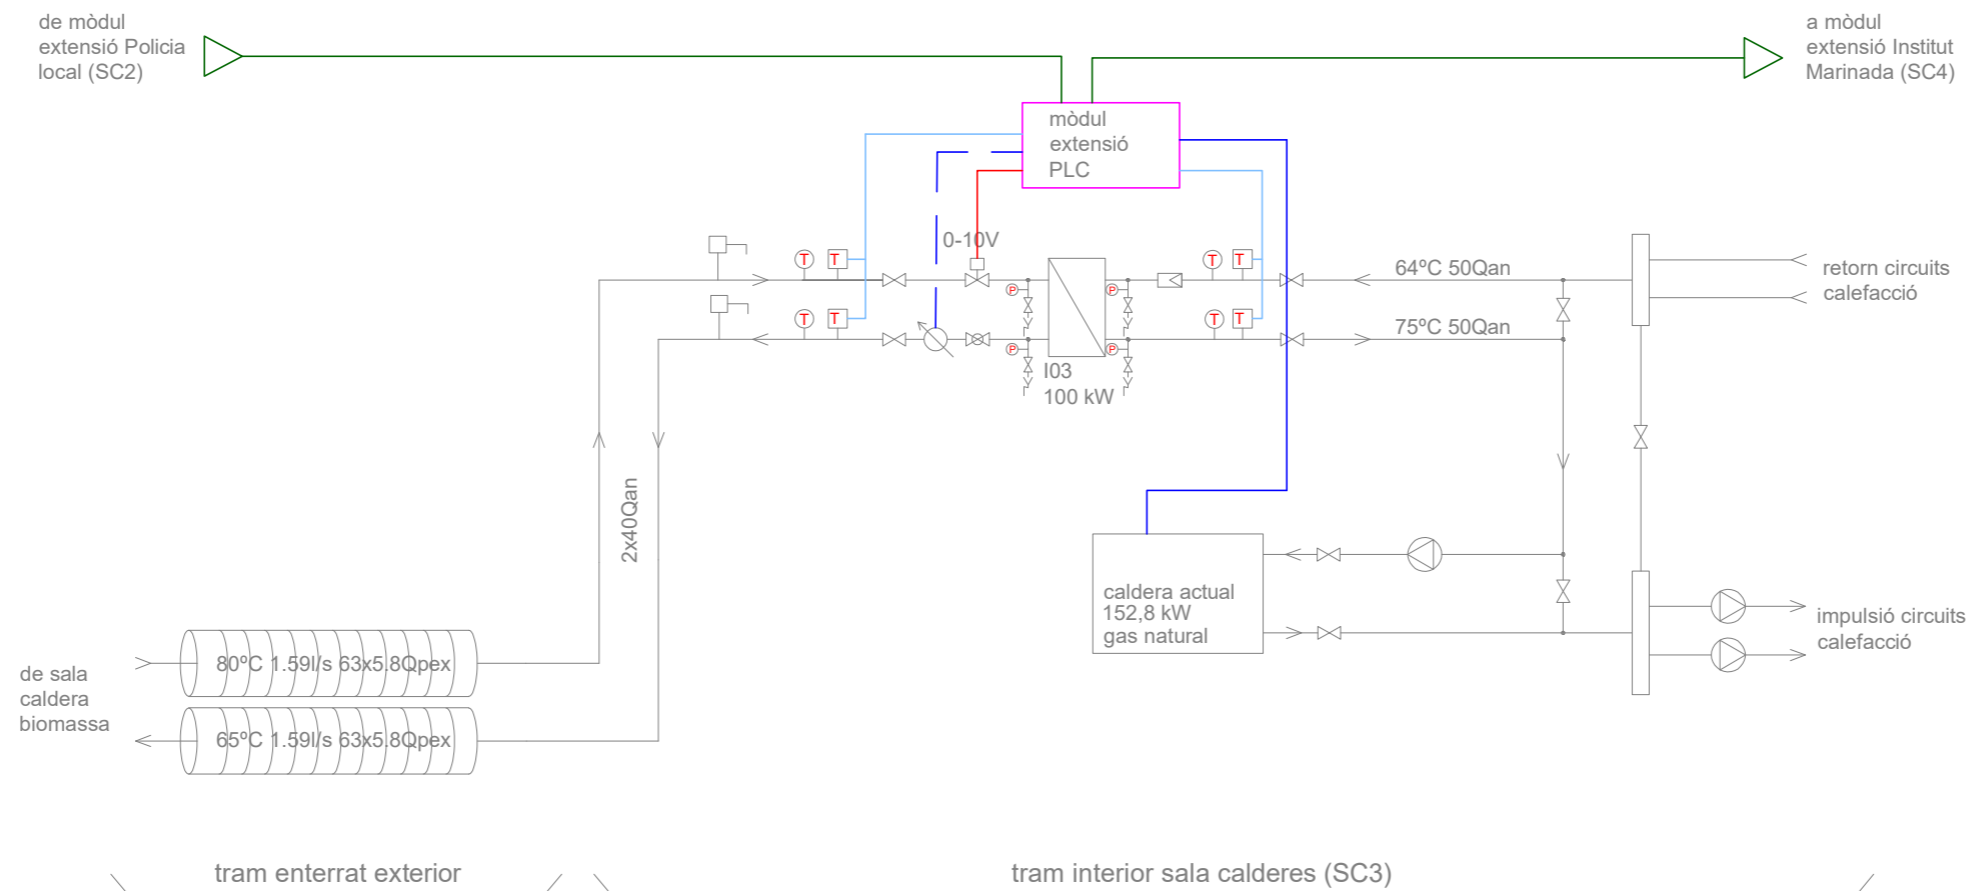 de mòdul
extensió Policia
local (SC2)
a mòdul
extensió Institut
Marinada (SC4)
mòdul
extensió
PLC
0-10V
T
T
T
T
64ºC 50Qan
retorn circuits
calefacció
P
P
T
T
T
T
75ºC 50Qan
P
P
I03
100 kW
2x40Qan
caldera actual
152,8 kW
gas natural
impulsió circuits
calefacció
de sala
caldera
biomassa
80ºC 1.59l/s 63x5.8Qpex
65ºC 1.59l/s 63x5.8Qpex
tram enterrat exterior
tram interior sala calderes (SC3)